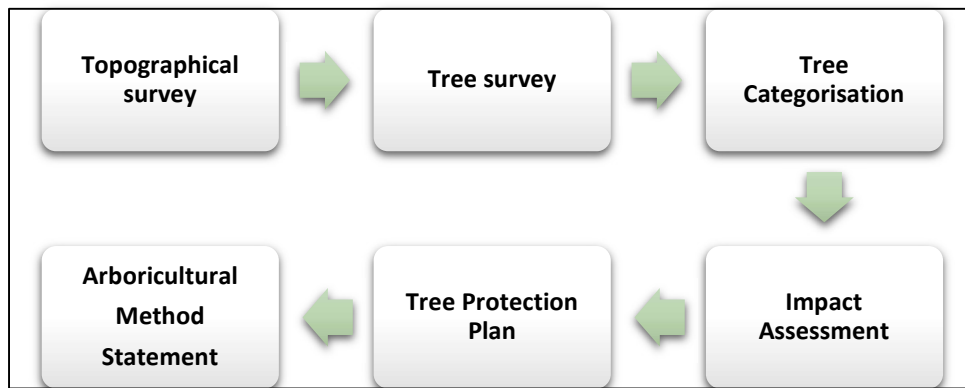 Topographical
survey
Tree survey
Tree
Categorisation
Impact
Assessment
Tree Protection
Plan
Arboricultural
Method
Statement